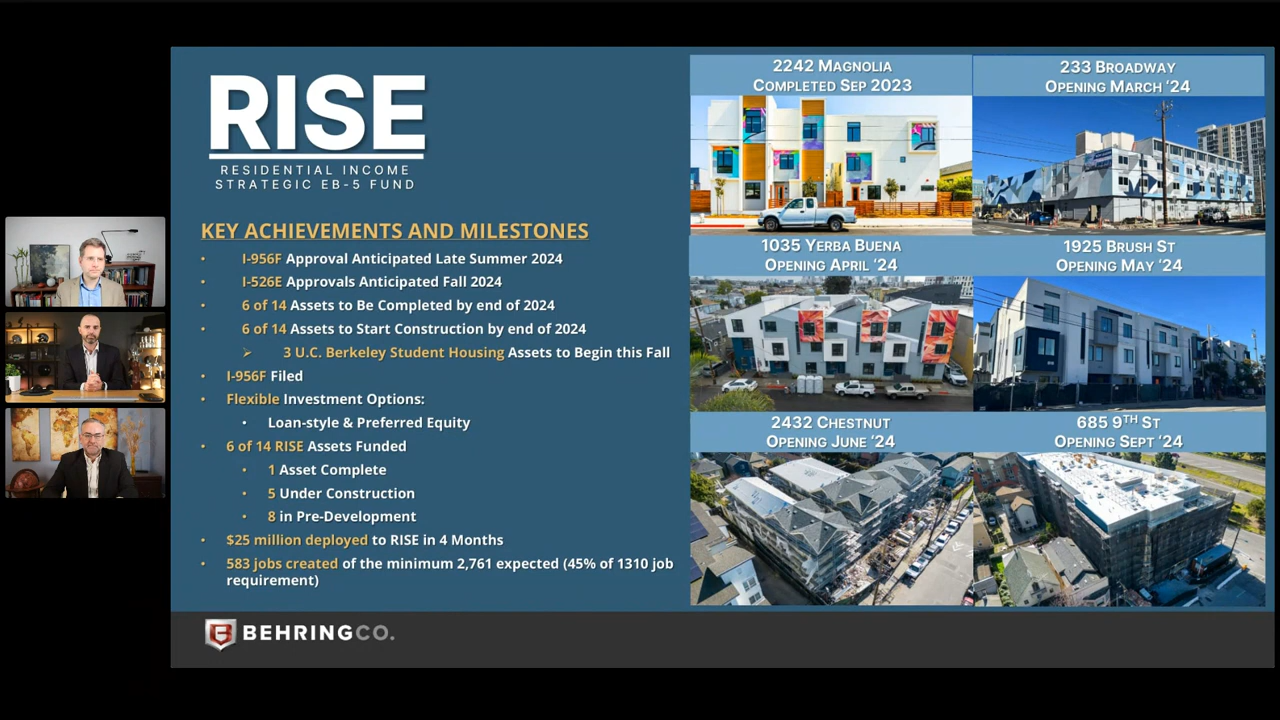 RISE
RESIDENTIAL INCOME
STRATEGIC EB-5 FUND
KEY ACHIEVEMENTS AND MILESTONES
• I-956F Approval Anticipated Late Summer 2024
• I-526E Approvals Anticipated Fall 2024
• 6 of 14 Assets to Be Completed by end of 2024
• 6 of 14 Assets to Start Construction by end of 2024
➢ 3 U.C. Berkeley Student Housing Assets to Begin this Fall
• I-956F Filed
• Flexible Investment Options:
• Loan-style & Preferred Equity
• 6 of 14 RISE Assets Funded
• 1 Asset Complete
• 5 Under Construction
• 8 in Pre-Development
• $25 million deployed to RISE in 4 Months
• 583 jobs created of the minimum 2,761 expected (45% of 1310 job
requirement)
2242 MAGNOLIA
COMPLETED SEP 2023
233 BROADWAY
OPENING MARCH ‘24
1035 YERBA BUENA
OPENING APRIL ‘24
1925 BRUSH ST
OPENING MAY ‘24
2432 CHESTNUT
OPENING JUNE ‘24
685 9TH ST
OPENING SEPT ‘24
BEHRINGCO.